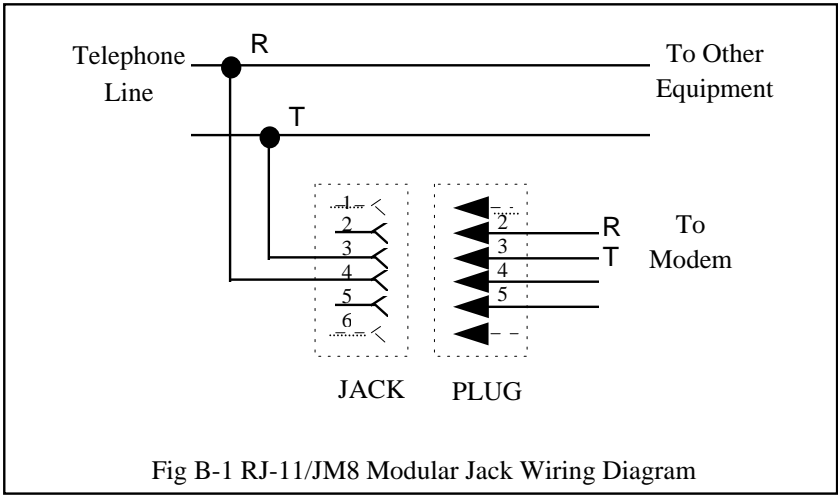 R
Telephone
Line
To Other
Equipment
T
1
2
3
4
5
6
2
3
4
5
R
T
To
Modem
JACK
PLUG
Fig B-1 RJ-11/JM8 Modular Jack Wiring Diagram